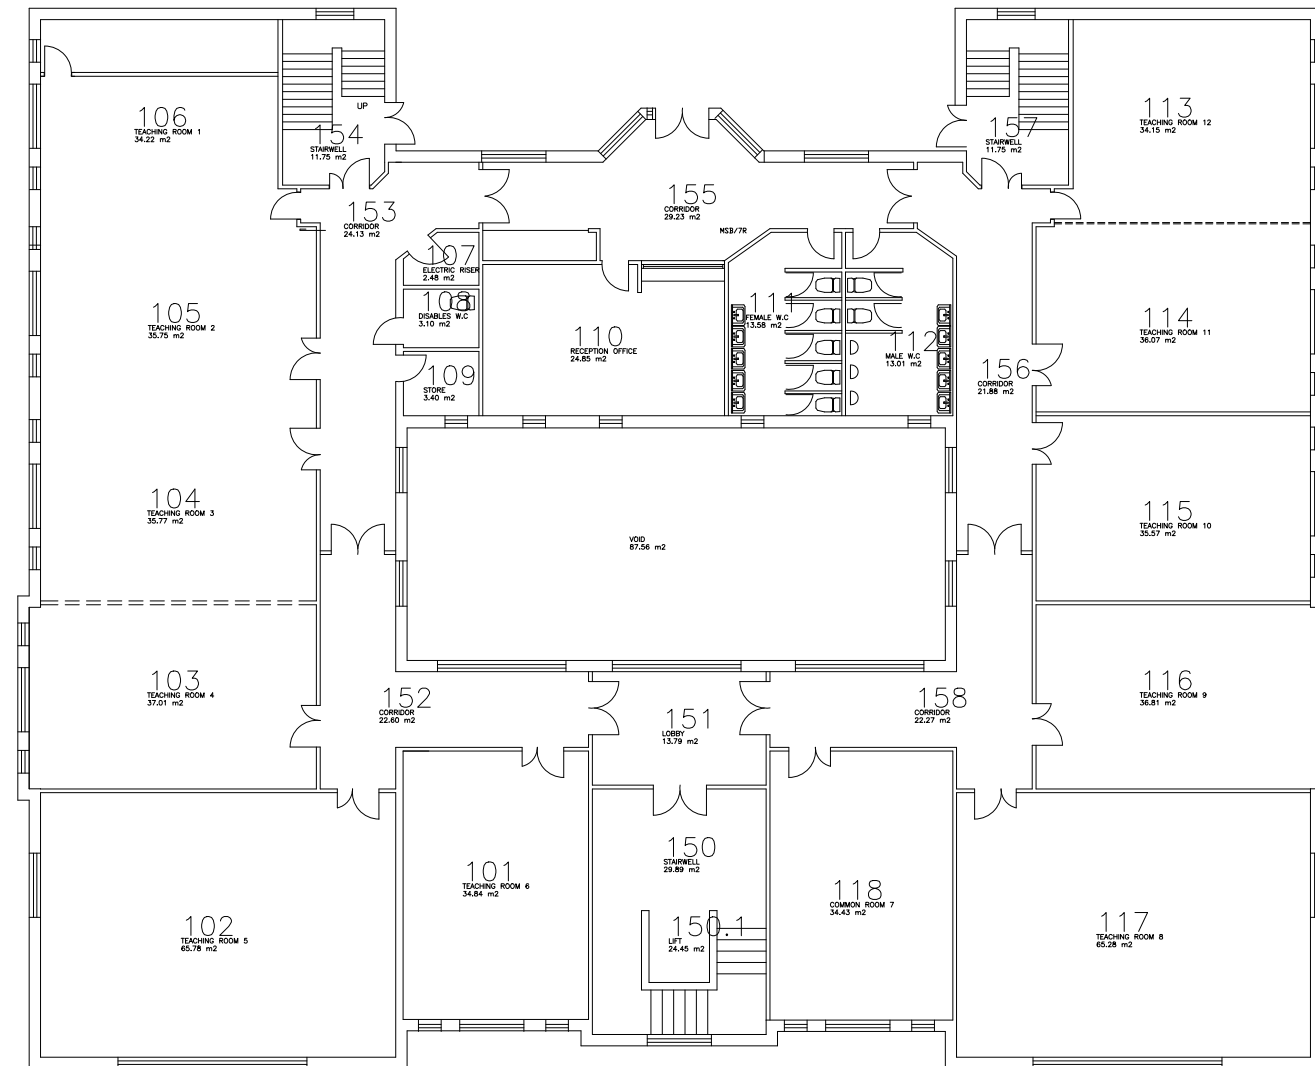 106
TEACHING ROOM 1
34.22 m2
UP
154
STAIRWELL
11.75 m2
157
STAIRWELL
11.75 m2
113
TEACHING ROOM 12
34.15 m2
153
CORRIDOR
24.13 m2
155
CORRIDOR
29.23 m2
MSB/7R
107
ELECTRIC RISER
2.48 m2
108
DISABLES W.C
3.10 m2
109
STORE
3.40 m2
110
RECEPTION OFFICE
24.85 m2
111
FEMALE W.C
13.58 m2
112
MALE W.C
13.01 m2
105
TEACHING ROOM 2
35.75 m2
114
TEACHING ROOM 11
36.07 m2
156
CORRIDOR
21.88 m2
104
TEACHING ROOM 3
35.77 m2
VOID
87.56 m2
115
TEACHING ROOM 10
35.57 m2
103
TEACHING ROOM 4
37.01 m2
152
CORRIDOR
22.60 m2
151
LOBBY
13.79 m2
158
CORRIDOR
22.27 m2
116
TEACHING ROOM 9
36.81 m2
102
TEACHING ROOM 5
65.78 m2
101
TEACHING ROOM 6
34.84 m2
150
STAIRWELL
29.89 m2
150.1
LIFT
24.45 m2
118
COMMON ROOM 7
34.43 m2
117
TEACHING ROOM 8
65.28 m2